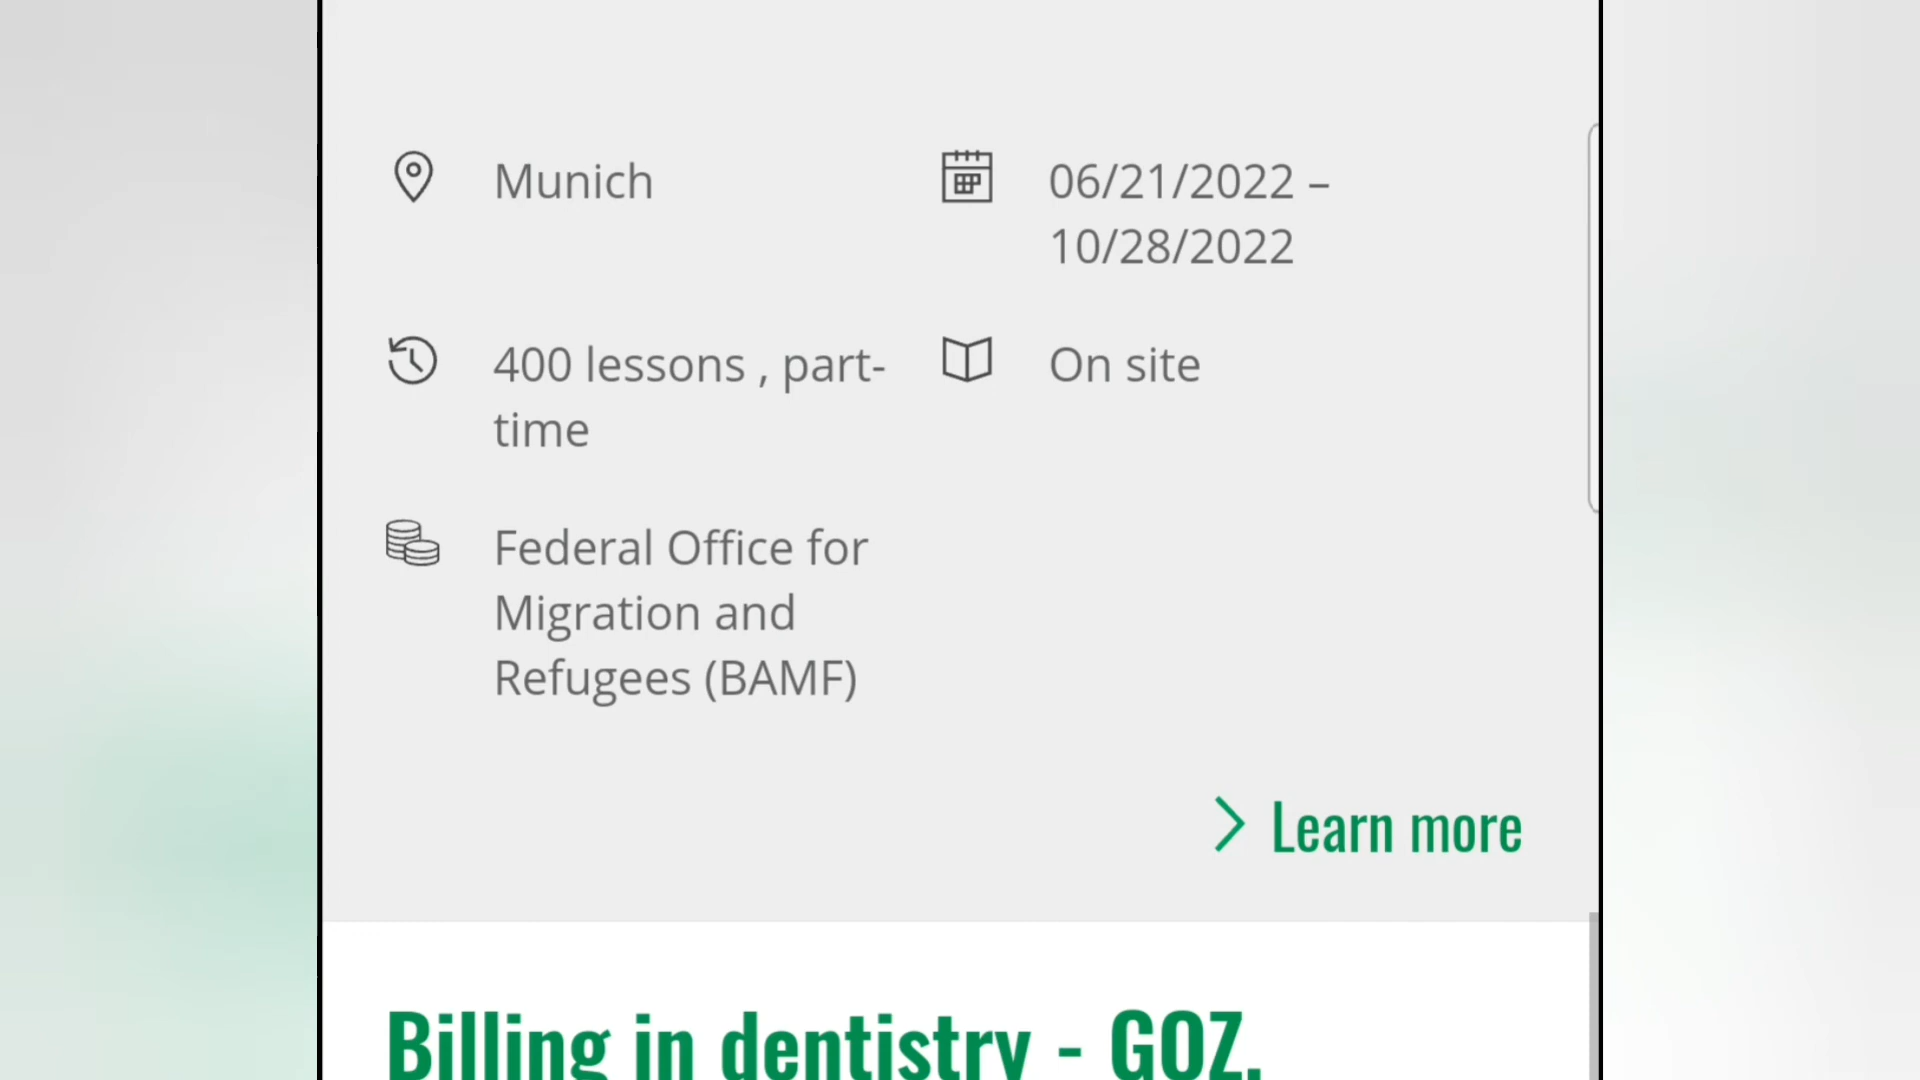 Munich
06/21/2022 –
10/28/2022
400 lessons , part-
time
On site
Federal Office for
Migration and
Refugees (BAMF)
Learn more
Billing in dentistry - GOZ,